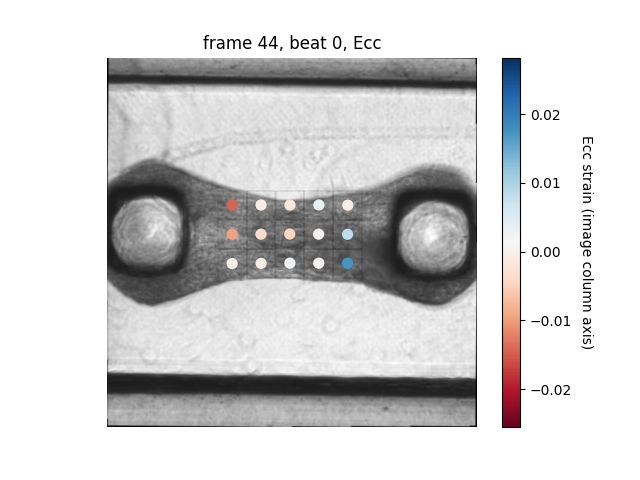 frame 44, beat 0, Ecc
0.02
0.01
0.00
−0.01
−0.02
Ecc strain (image column axis)